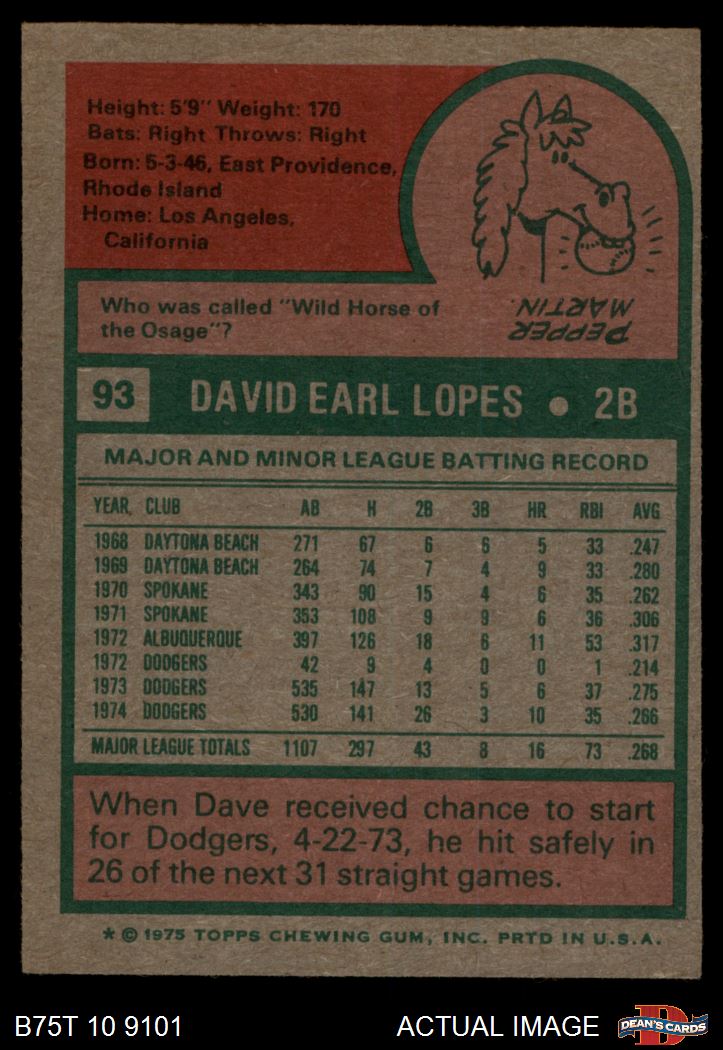 Height: 5'9" Weight: 170
Bats: Right Throws: Right
Born: 5-3-46, East Providence,
Rhode Island
Home: Los Angeles,
California
Who was called "Wild Horse of
the Osage"?
PEPPER
MARTIN.
93 DAVID EARL LOPES • 2B
MAJOR AND MINOR LEAGUE BATTING RECORD
YEAR CLUB AB H 2B 3B HR RBI AVG
1968 DAYTONA BEACH 271 67 6 6 5 33 .247
1969 DAYTONA BEACH 264 74 7 4 9 33 .280
1970 SPOKANE 343 90 15 4 6 35 .262
1971 SPOKANE 353 108 9 9 6 36 .306
1972 ALBUQUERQUE 397 126 18 6 11 53 .317
1972 DODGERS 42 9 4 0 0 1 .214
1973 DODGERS 535 147 13 5 6 37 .275
1974 DODGERS 530 141 26 3 10 35 .266
MAJOR LEAGUE TOTALS 1107 297 43 8 16 73 .268
When Dave received chance to start
for Dodgers, 4-22-73, he hit safely in
26 of the next 31 straight games.
* © 1975 TOPPS CHEWING GUM, INC. PRTD IN U.S.A.
B75T 10 9101 ACTUAL IMAGE DEAN'S CARDS